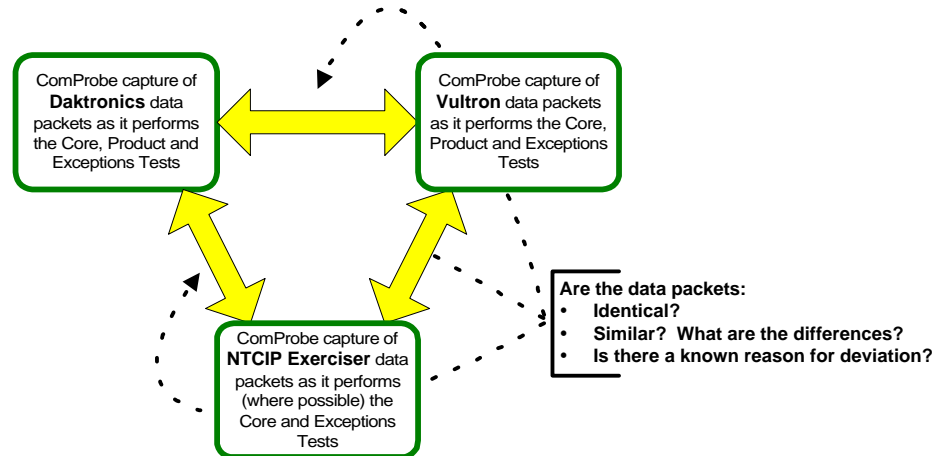 ComProbe capture of
Daktronics data
packets as it performs
the Core, Product and
Exceptions Tests
ComProbe capture of
Vultron data packets
as it performs the Core,
Product and Exceptions
Tests
ComProbe capture of
NTCIP Exerciser data
packets as it performs
(where possible) the
Core and Exceptions
Tests
Are the data packets:
• Identical?
• Similar? What are the differences?
• Is there a known reason for deviation?